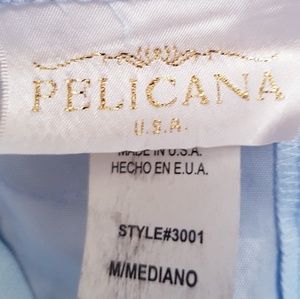 PELICANA
U.S.A.
MADE IN U.S.A.
HECHO EN E.U.A.
STYLE#3001
M/MEDIANO